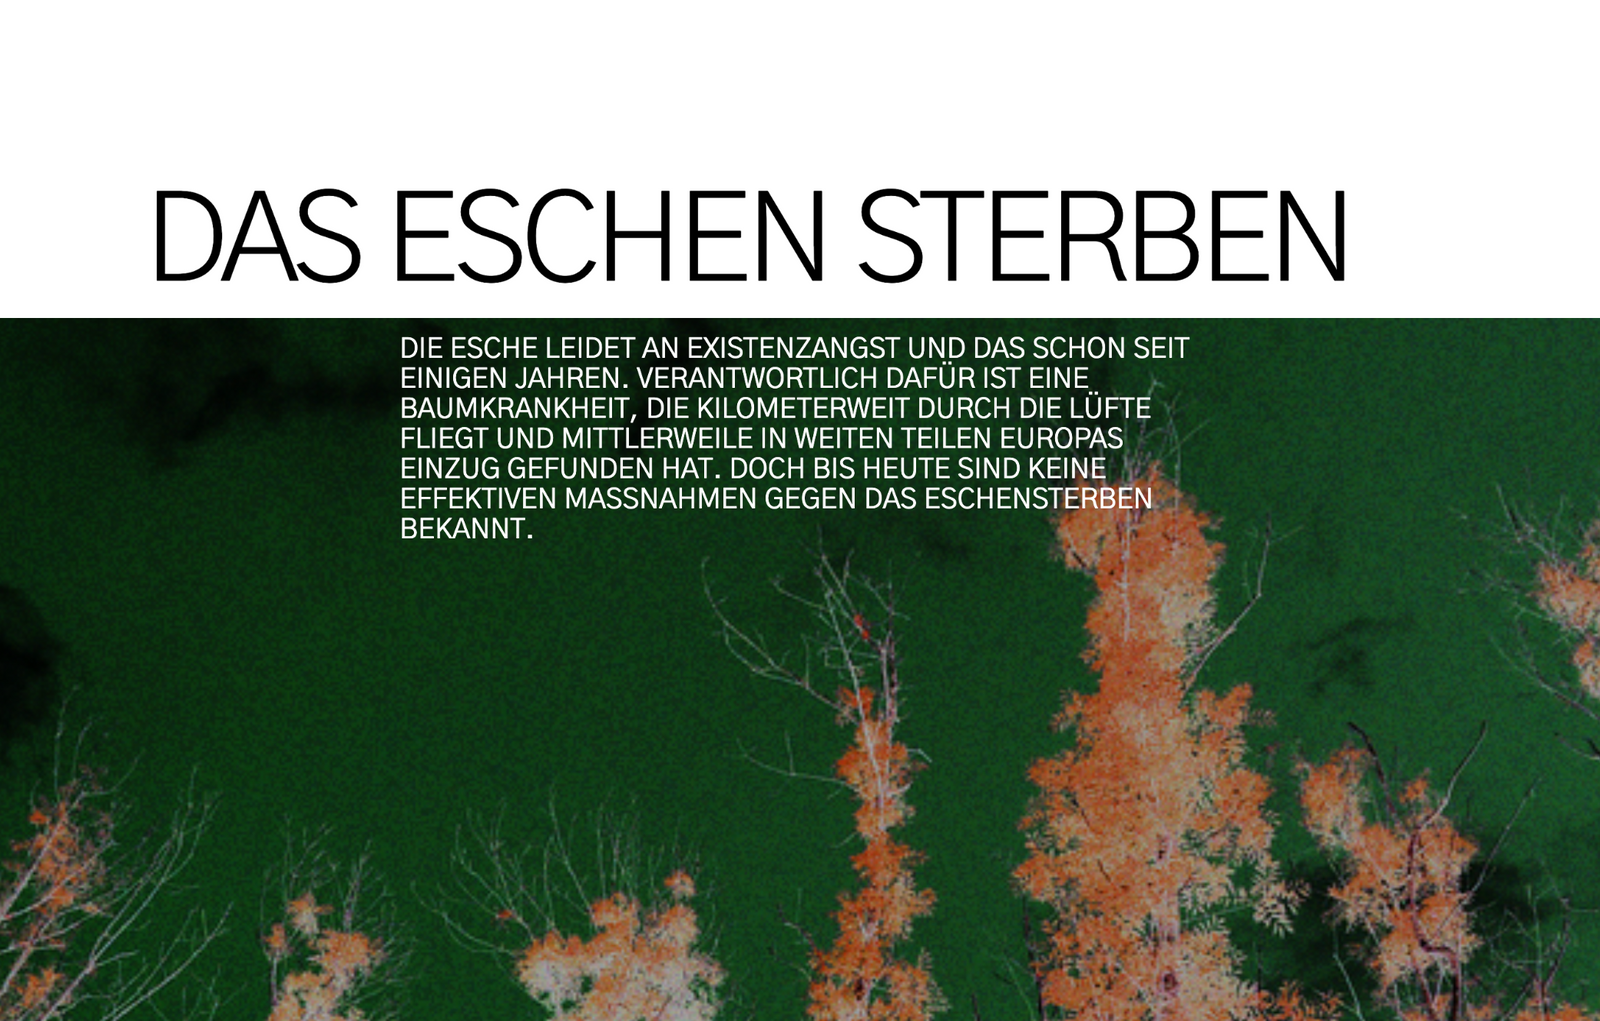 DAS ESCHEN STERBEN
DIE ESCHE LEIDET AN EXISTENZANGST UND DAS SCHON SEIT
EINIGEN JAHREN. VERANTWORTLICH DAFÜR IST EINE
BAUMKRANKHEIT, DIE KILOMETERWEIT DURCH DIE LÜFTE
FLIEGT UND MITTLERWEILE IN WEITEN TEILEN EUROPAS
EINZUG GEFUNDEN HAT. DOCH BIS HEUTE SIND KEINE
EFFEKTIVEN MASSNAHMEN GEGEN DAS ESCHENSTERBEN
BEKANNT.